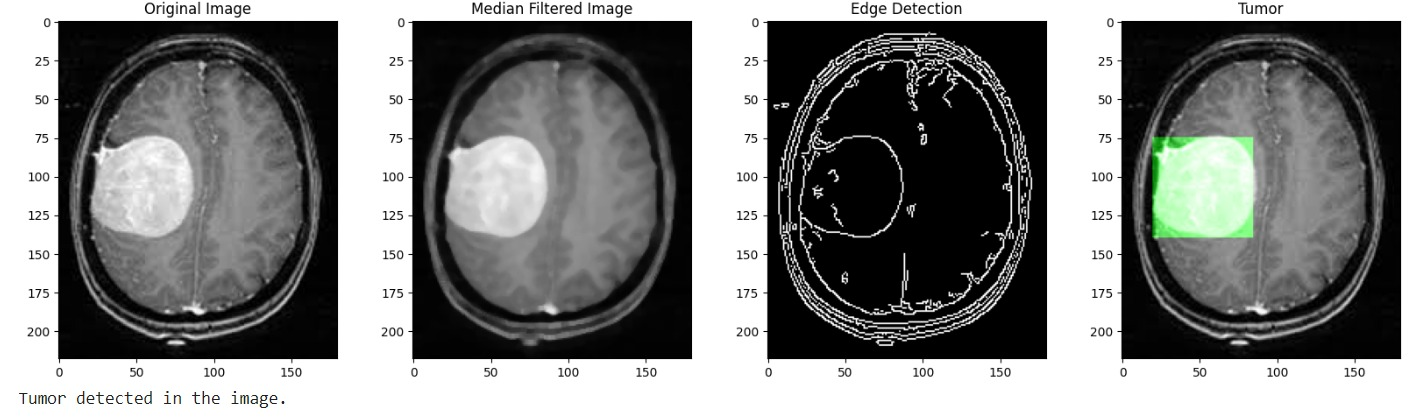 Original Image Median Filtered Image Edge Detection Tumor
0 0 0 0
25 25 25 25
50 50 50 50
75 75 75 75
100 100 100 100
125 125 125 125
150 150 150 150
175 175 175 175
200 200 200 200
0 50 100 150 0 50 100 150 0 50 100 150 0 50 100 150
Tumor detected in the image.